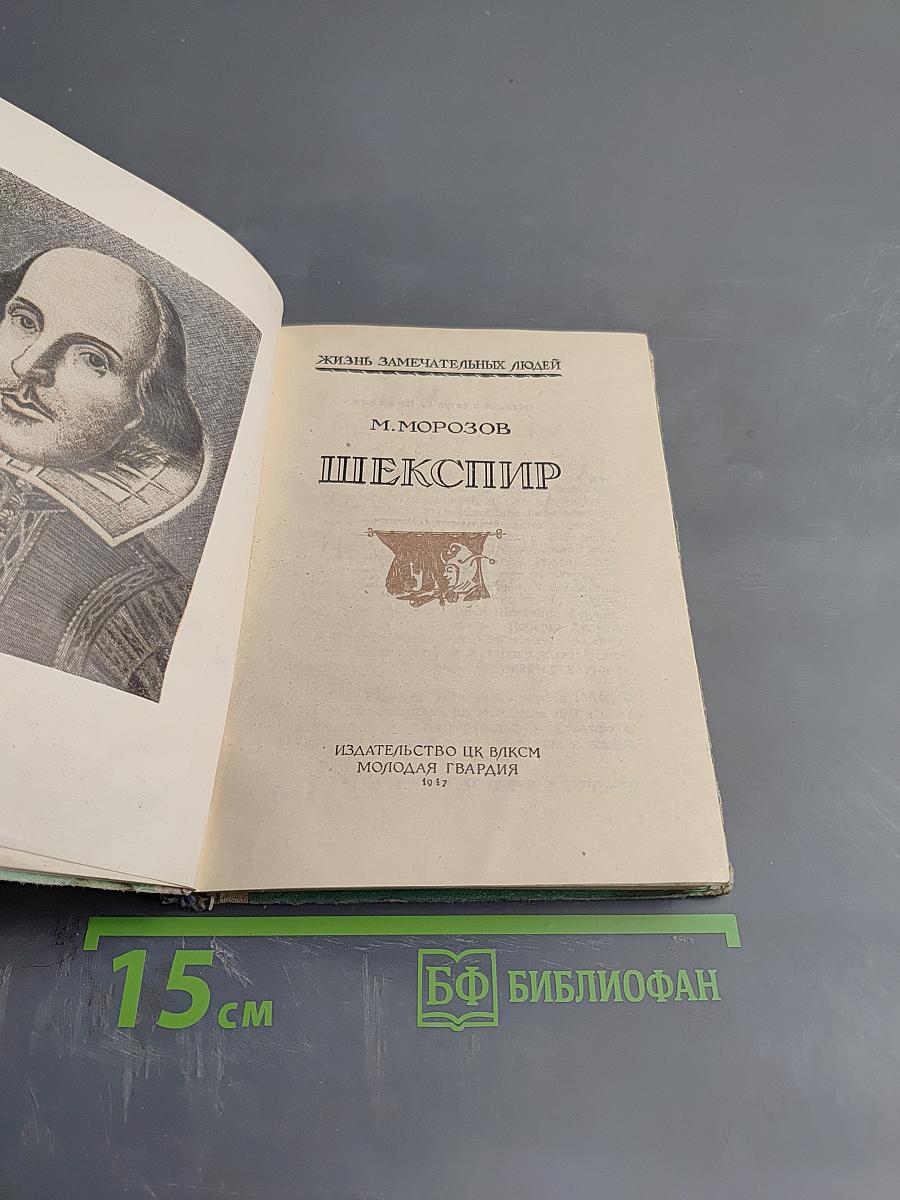 ЖИЗНЬ ЗАМЕЧАТЕЛЬНЫХ ЛЮДЕЙ
М. МОРОЗОВ
ШЕКСПИР
ИЗДАТЕЛЬСТВО ЦК ВЛКСМ
МОЛОДАЯ ГВАРДИЯ
1947
15 см
БФ БИБЛИОФАН